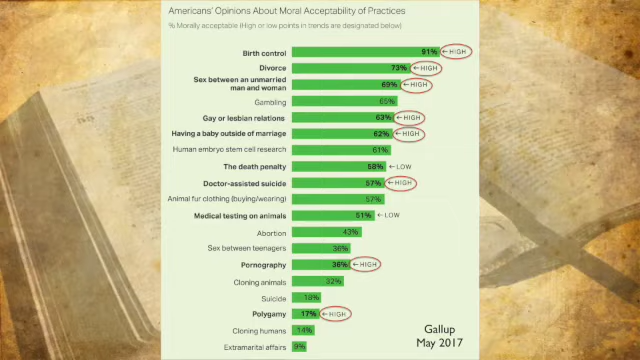 Americans' Opinions About Moral Acceptability of Practices
% Morally acceptable (High or low points in trends are designated below)
Birth control 91% ←HIGH
Divorce 73% ←HIGH
Sex between an unmarried
man and woman 69% ←HIGH
Gambling 65%
Gay or lesbian relations 63% ←HIGH
Having a baby outside of marriage 62% ←HIGH
Human embryo stem cell research 61%
The death penalty 58% ←LOW
Doctor-assisted suicide 57% ←HIGH
Animal fur clothing (buying/wearing) 57%
Medical testing on animals 51% ←LOW
Abortion 43%
Sex between teenagers 36%
Pornography 36% ←HIGH
Cloning animals 32%
Suicide 18%
Polygamy 17% ←HIGH
Cloning humans 14%
Extramarital affairs 9%
Gallup
May 2017